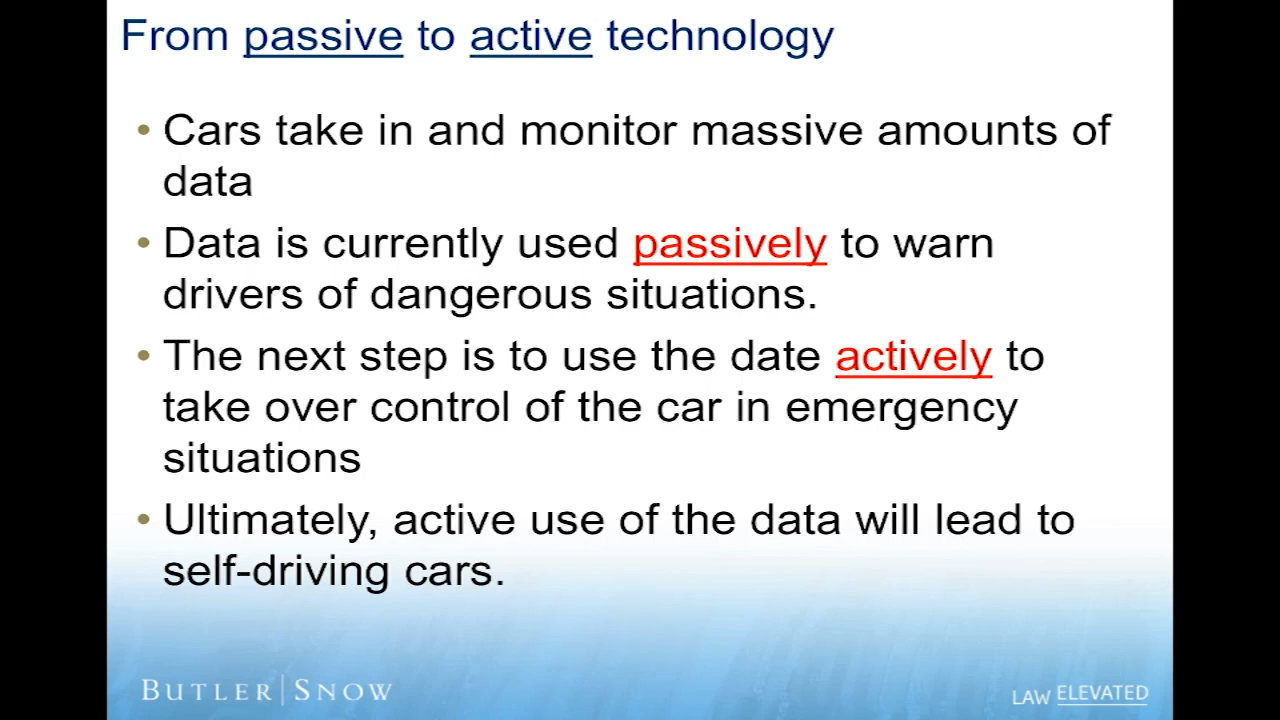 From passive to active technology
• Cars take in and monitor massive amounts of
data
• Data is currently used passively to warn
drivers of dangerous situations.
• The next step is to use the date actively to
take over control of the car in emergency
situations
• Ultimately, active use of the data will lead to
self-driving cars.
BUTLER | SNOW
LAW ELEVATED